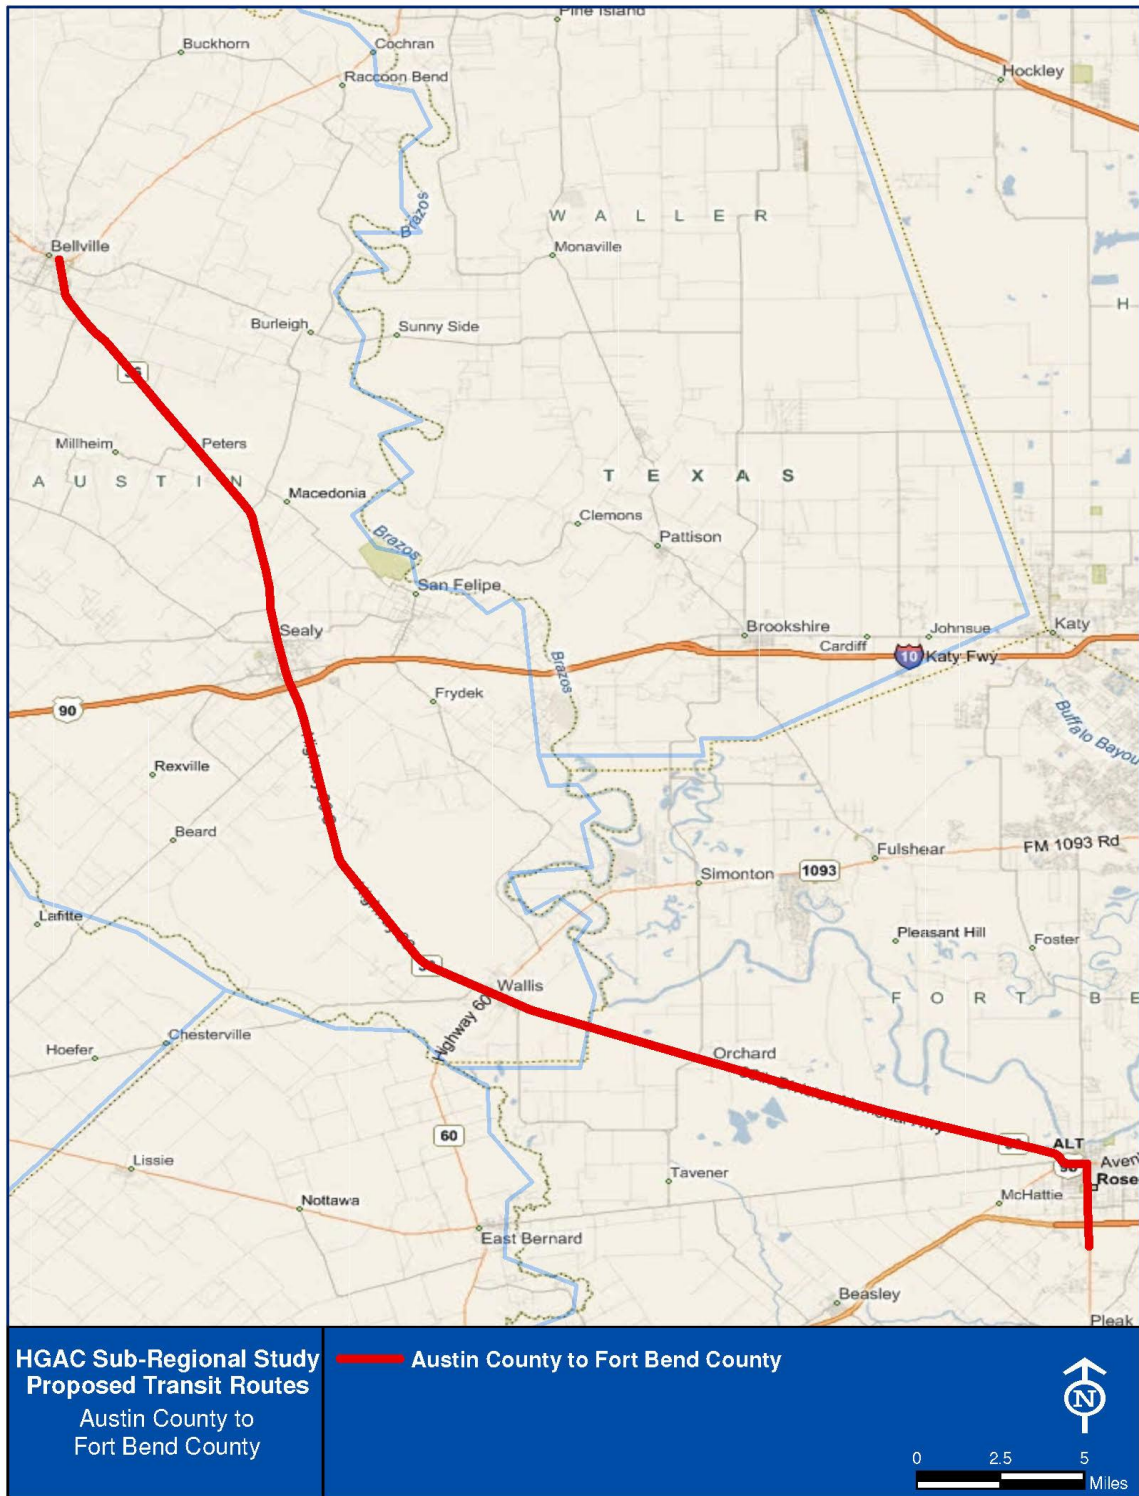 Pine Island
Buckhorn
Cochran
Raccoon Bend
Hockley
Brazos
W A L L E R
Bellville
Monaville
H
Burleigh
Sunny Side
Millheim
Peters
A U S T I N
T E X A S
Macedonia
Clemons
Brazos
Pattison
San Felipe
Sealy
Brookshire
Johnsue
Katy
Cardiff
10
Katy Fwy
Brazos
90
Frydek
Buffalo Bayou
Rexville
Beard
Fulshear
FM 1093 Rd
Simonton
1093
Lafitte
Pleasant Hill
Foster
Wallis
F O R T B E
Highway 60
Chesterville
Hoefer
Orchard
60
ALT
Lissie
Tavener
Rose
Nottawa
McHattie
East Bernard
Beasley
Pleak
HGAC Sub-Regional Study
Proposed Transit Routes
Austin County to
Fort Bend County
Austin County to Fort Bend County
N
0 2.5 5
Miles